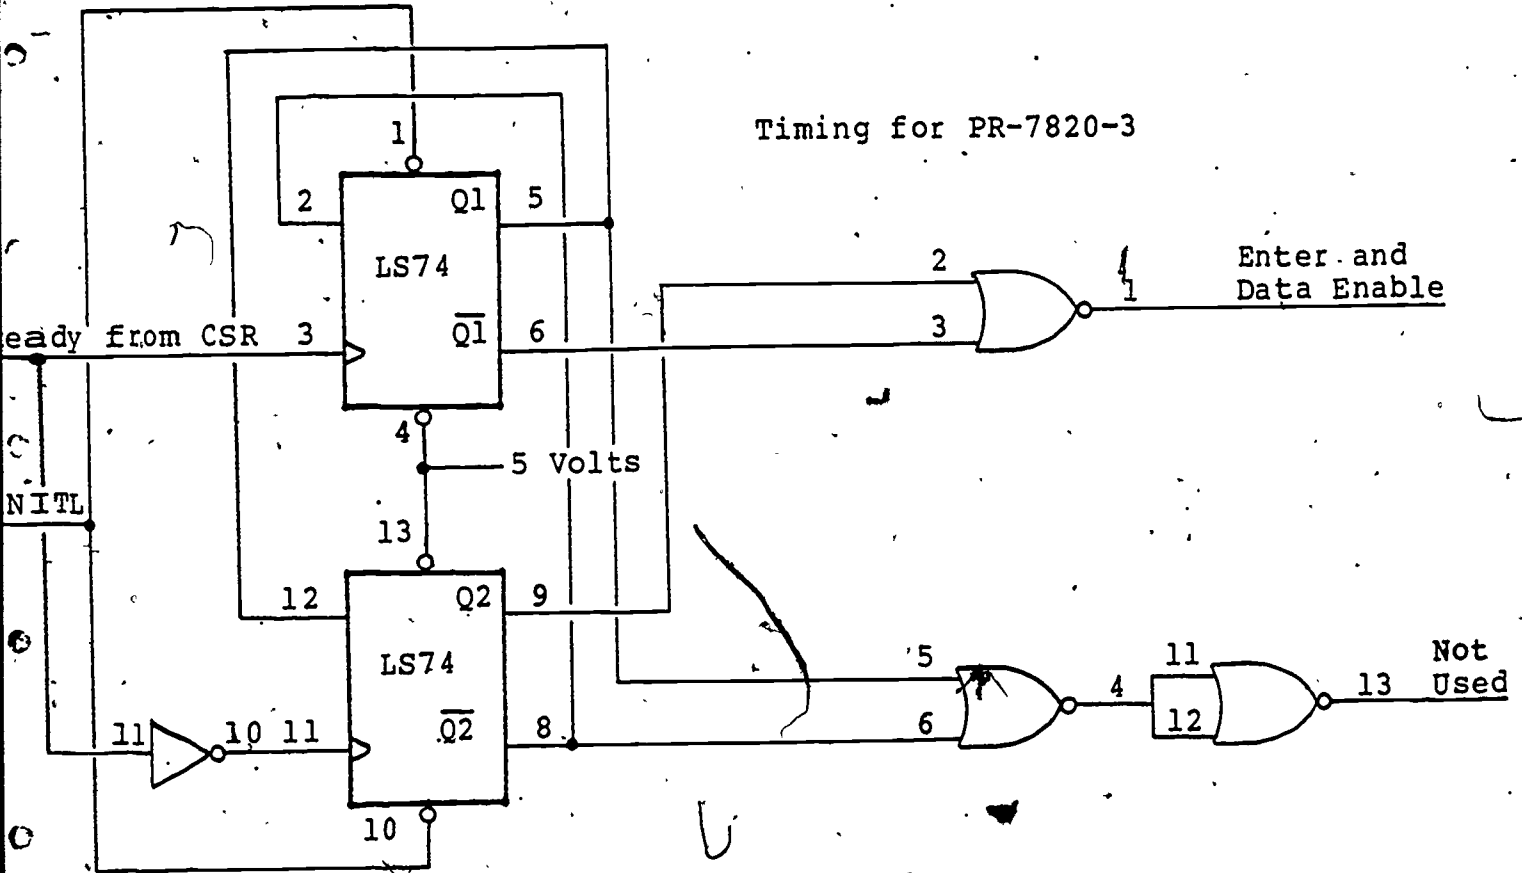 Timing for PR-7820-3
1
2
Q1
5
LS74
2
1
Enter and
Data Enable
eady from CSR
3
Q1
6
3
4
5 Volts
NITL
13
12
Q2
9
LS74
5
11
Not
Used
4
13
11
10
11
Q2
8
6
12
10